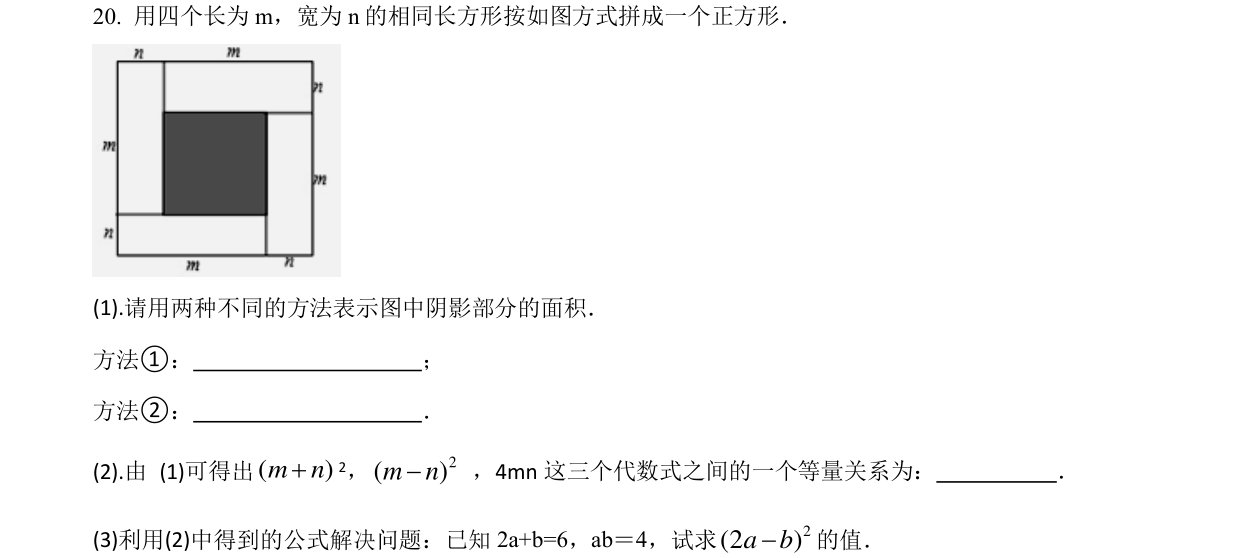 20. 用四个长为 m，宽为 n 的相同长方形按如图方式拼成一个正方形．
n m
n
m
m
n
m n
(1).请用两种不同的方法表示图中阴影部分的面积．
方法①：____________________；
方法②：____________________．
(2).由 (1)可得出(m+n)²，(m−n)²，4mn 这三个代数式之间的一个等量关系为：__________．
(3)利用(2)中得到的公式解决问题：已知 2a+b=6，ab＝4，试求(2a−b)²的值．